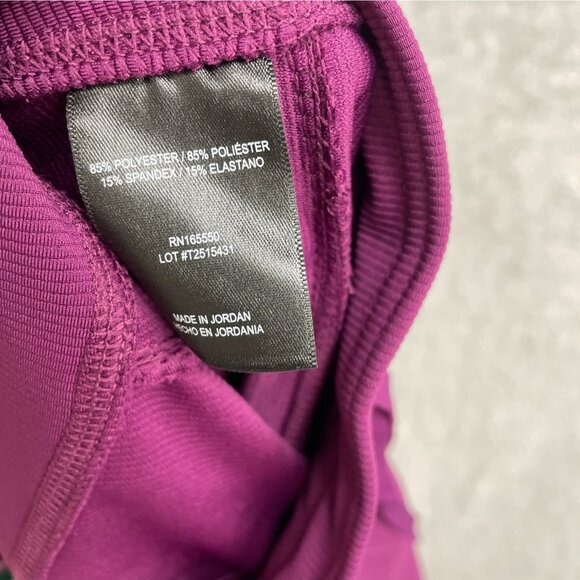 85% POLYESTER / 85% POLIÉSTER
15% SPANDEX / 15% ELASTANO
RN165550
LOT #T2515431
MADE IN JORDAN
HECHO EN JORDANIA